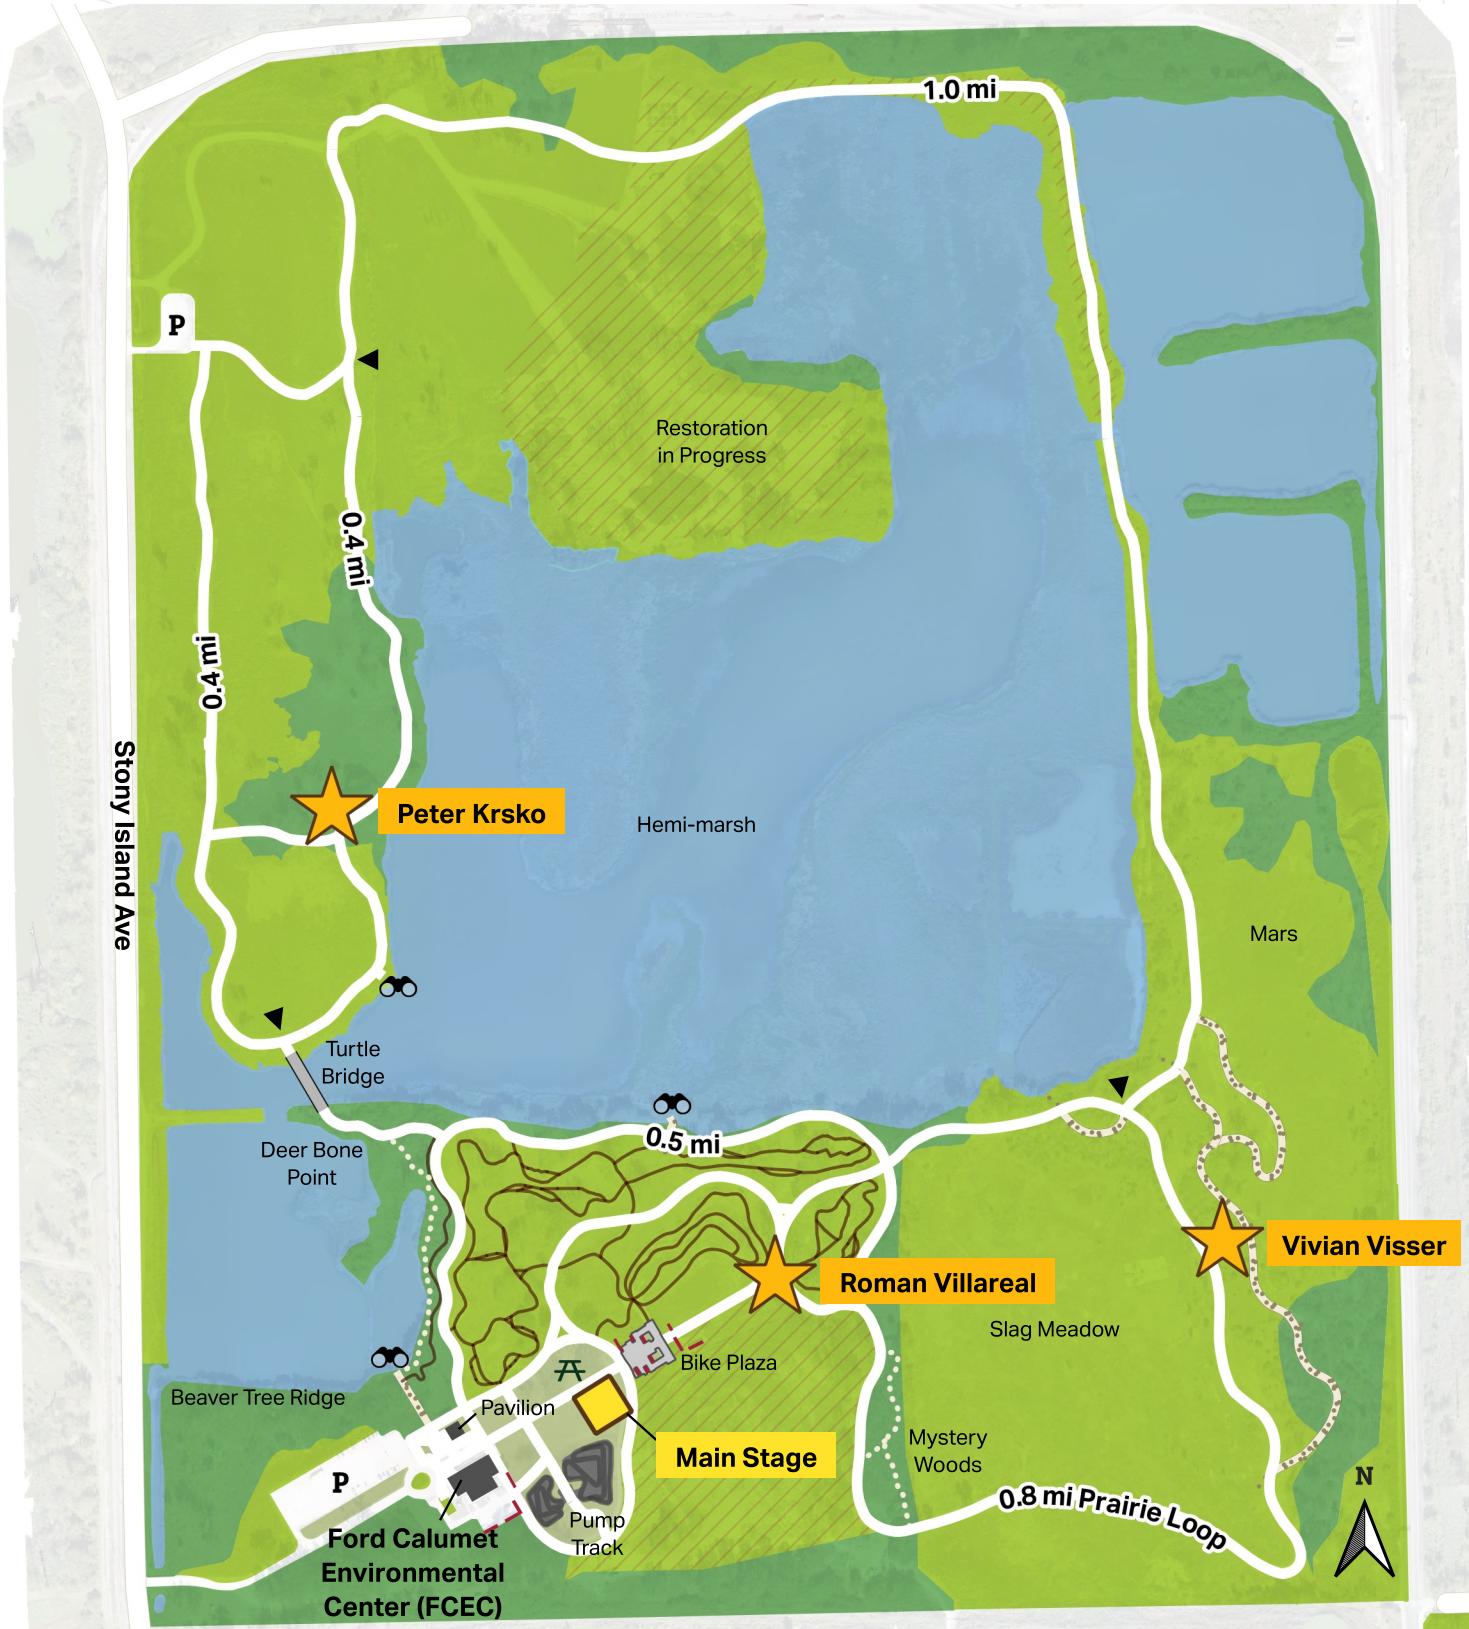 1.0 mi
P
Restoration
in Progress
0.4 mi
0.4 mi
Stony Island Ave
Peter Krsko
Hemi-marsh
Mars
Turtle
Bridge
0.5 mi
Deer Bone
Point
Vivian Visser
Roman Villareal
Slag Meadow
Bike Plaza
Beaver Tree Ridge
Pavilion
Main Stage
Mystery
Woods
P
N
0.8 mi Prairie Loop
Pump
Track
Ford Calumet
Environmental
Center (FCEC)